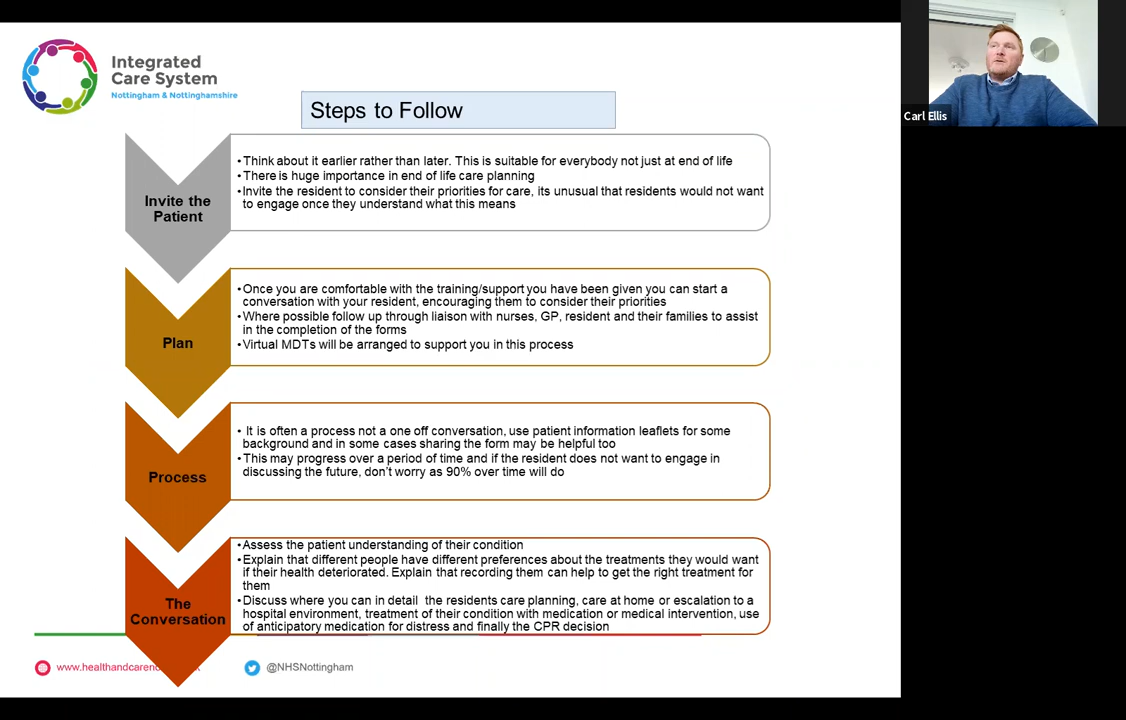 Integrated
Care System
Nottingham & Nottinghamshire
Carl Ellis
Steps to Follow
Invite the
Patient
•Think about it earlier rather than later. This is suitable for everybody not just at end of life
•There is huge importance in end of life care planning
•Invite the resident to consider their priorities for care, its unusual that residents would not want
to engage once they understand what this means
Plan
•Once you are comfortable with the training/support you have been given you can start a
conversation with your resident, encouraging them to consider their priorities
•Where possible follow up through liaison with nurses, GP, resident and their families to assist
in the completion of the forms
•Virtual MDTs will be arranged to support you in this process
Process
• It is often a process not a one off conversation, use patient information leaflets for some
background and in some cases sharing the form may be helpful too
•This may progress over a period of time and if the resident does not want to engage in
discussing the future, don't worry as 90% over time will do
The
Conversation
•Assess the patient understanding of their condition
•Explain that different people have different preferences about the treatments they would want
if their health deteriorated. Explain that recording them can help to get the right treatment for
them
•Discuss where you can in detail the residents care planning, care at home or escalation to a
hospital environment, treatment of their condition with medication or medical intervention, use
of anticipatory medication for distress and finally the CPR decision
@NHSNottingham